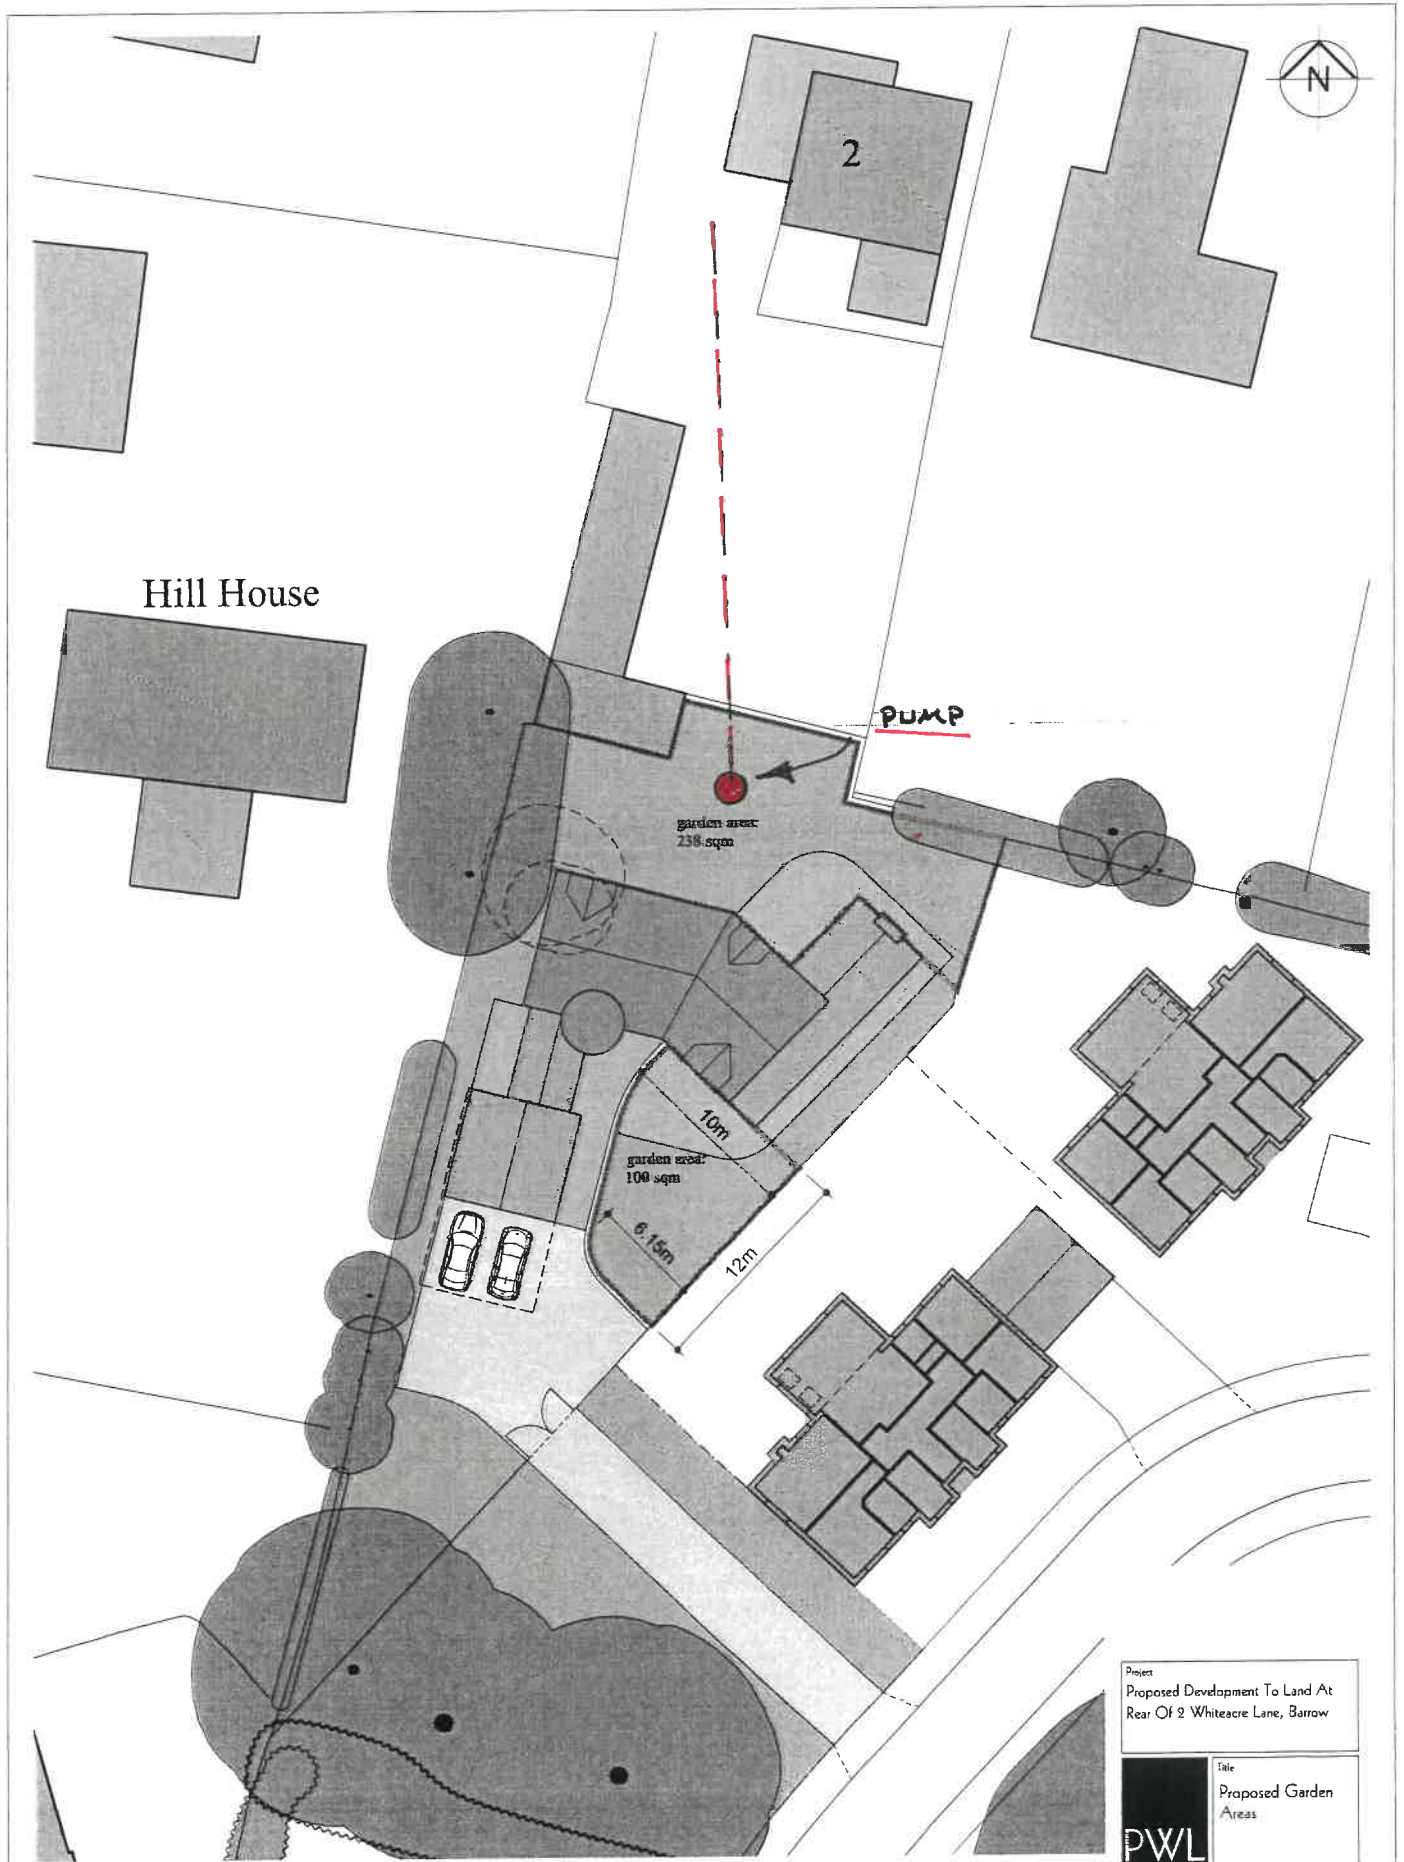 N
2
Hill House
PUMP
garden area:
238 sqm
10m
garden area:
100 sqm
6.15m
12m
Project
Proposed Development To Land At
Rear Of 2 Whiteacre Lane, Barrow
Title
Proposed Garden
Areas
PWL